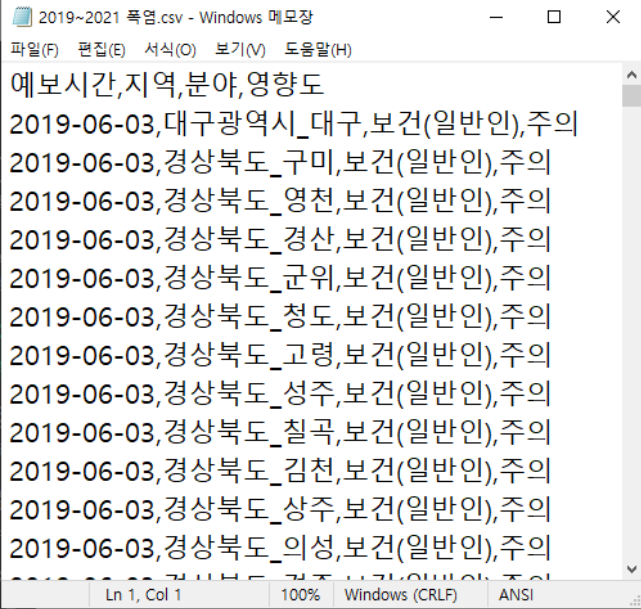 2019~2021 폭염.csv - Windows 메모장
파일(F) 편집(E) 서식(O) 보기(V) 도움말(H)
예보시간,지역,분야,영향도
2019-06-03,대구광역시_대구,보건(일반인),주의
2019-06-03,경상북도_구미,보건(일반인),주의
2019-06-03,경상북도_영천,보건(일반인),주의
2019-06-03,경상북도_경산,보건(일반인),주의
2019-06-03,경상북도_군위,보건(일반인),주의
2019-06-03,경상북도_청도,보건(일반인),주의
2019-06-03,경상북도_고령,보건(일반인),주의
2019-06-03,경상북도_성주,보건(일반인),주의
2019-06-03,경상북도_칠곡,보건(일반인),주의
2019-06-03,경상북도_김천,보건(일반인),주의
2019-06-03,경상북도_상주,보건(일반인),주의
2019-06-03,경상북도_의성,보건(일반인),주의
Ln 1, Col 1 100% Windows (CRLF) ANSI